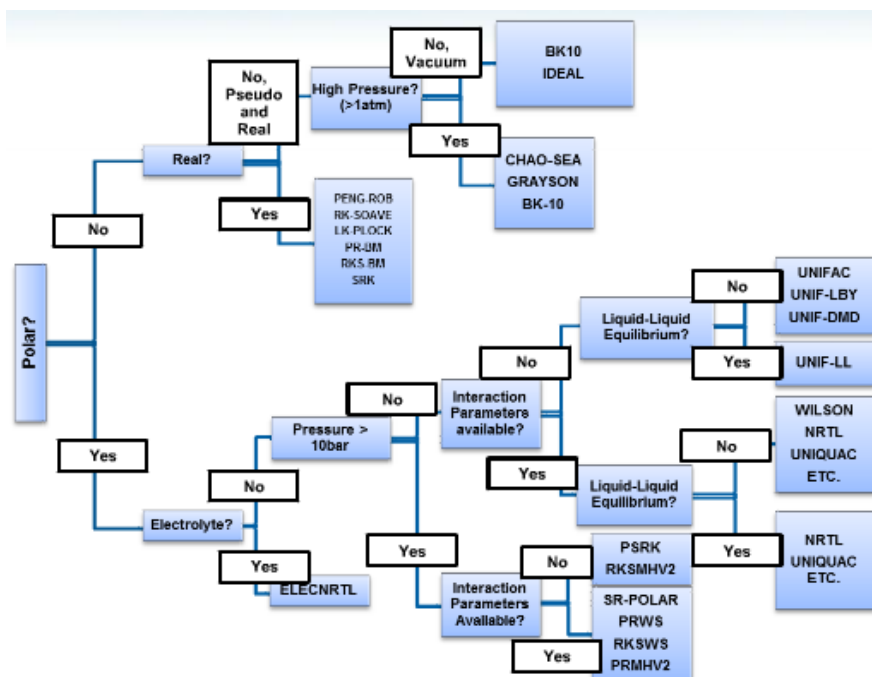 No,
Vacuum
BK10
IDEAL
No,
Pseudo
and
Real
High Pressure?
(>1atm)
Yes
CHAO-SEA
GRAYSON
BK-10
Real?
Yes
PENG-ROB
RK-SOAVE
LK-PLOCK
PR-BM
RKS-BM
SRK
No
Polar?
Yes
Electrolyte?
No
Yes
ELECNRTL
Pressure >
10bar
No
Yes
Interaction
Parameters
available?
No
Yes
Liquid-Liquid
Equilibrium?
No
Yes
UNIFAC
UNIF-LBY
UNIF-DMD
UNIF-LL
Liquid-Liquid
Equilibrium?
No
Yes
WILSON
NRTL
UNIQUAC
ETC.
NRTL
UNIQUAC
ETC.
Interaction
Parameters
Available?
No
Yes
PSRK
RKSMHV2
SR-POLAR
PRWS
RKSWS
PRMHV2